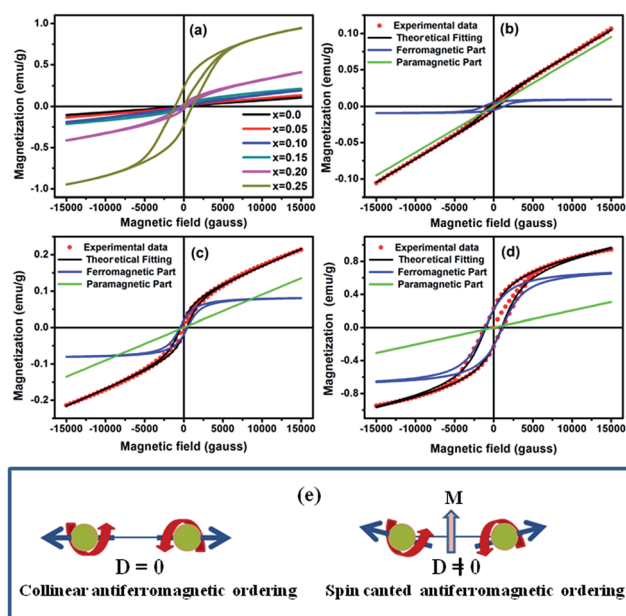 (a)
Magnetization (emu/g)
1.0
0.5
0.0
-0.5
-1.0
x=0.0
x=0.05
x=0.10
x=0.15
x=0.20
x=0.25
-15000 -10000 -5000 0 5000 10000 15000
Magnetic field (gauss)
(b)
Experimental data
Theoretical Fitting
Ferromagnetic Part
Paramagnetic Part
Magnetization (emu/g)
0.10
0.05
0.00
-0.05
-0.10
-15000 -10000 -5000 0 5000 10000 15000
Magnetic field (gauss)
(c)
Experimental data
Theoretical Fitting
Ferromagnetic Part
Paramagnetic Part
Magnetization (emu/g)
0.2
0.1
0.0
-0.1
-0.2
-15000 -10000 -5000 0 5000 10000 15000
Magnetic field (gauss)
(d)
Experimental data
Theoretical Fitting
Ferromagnetic Part
Paramagnetic Part
Magnetization (emu/g)
0.8
0.4
0.0
-0.4
-0.8
-15000 -10000 -5000 0 5000 10000 15000
Magnetic field (gauss)
(e)
M
D = 0
D ≠ 0
Collinear antiferromagnetic ordering
Spin canted antiferromagnetic ordering